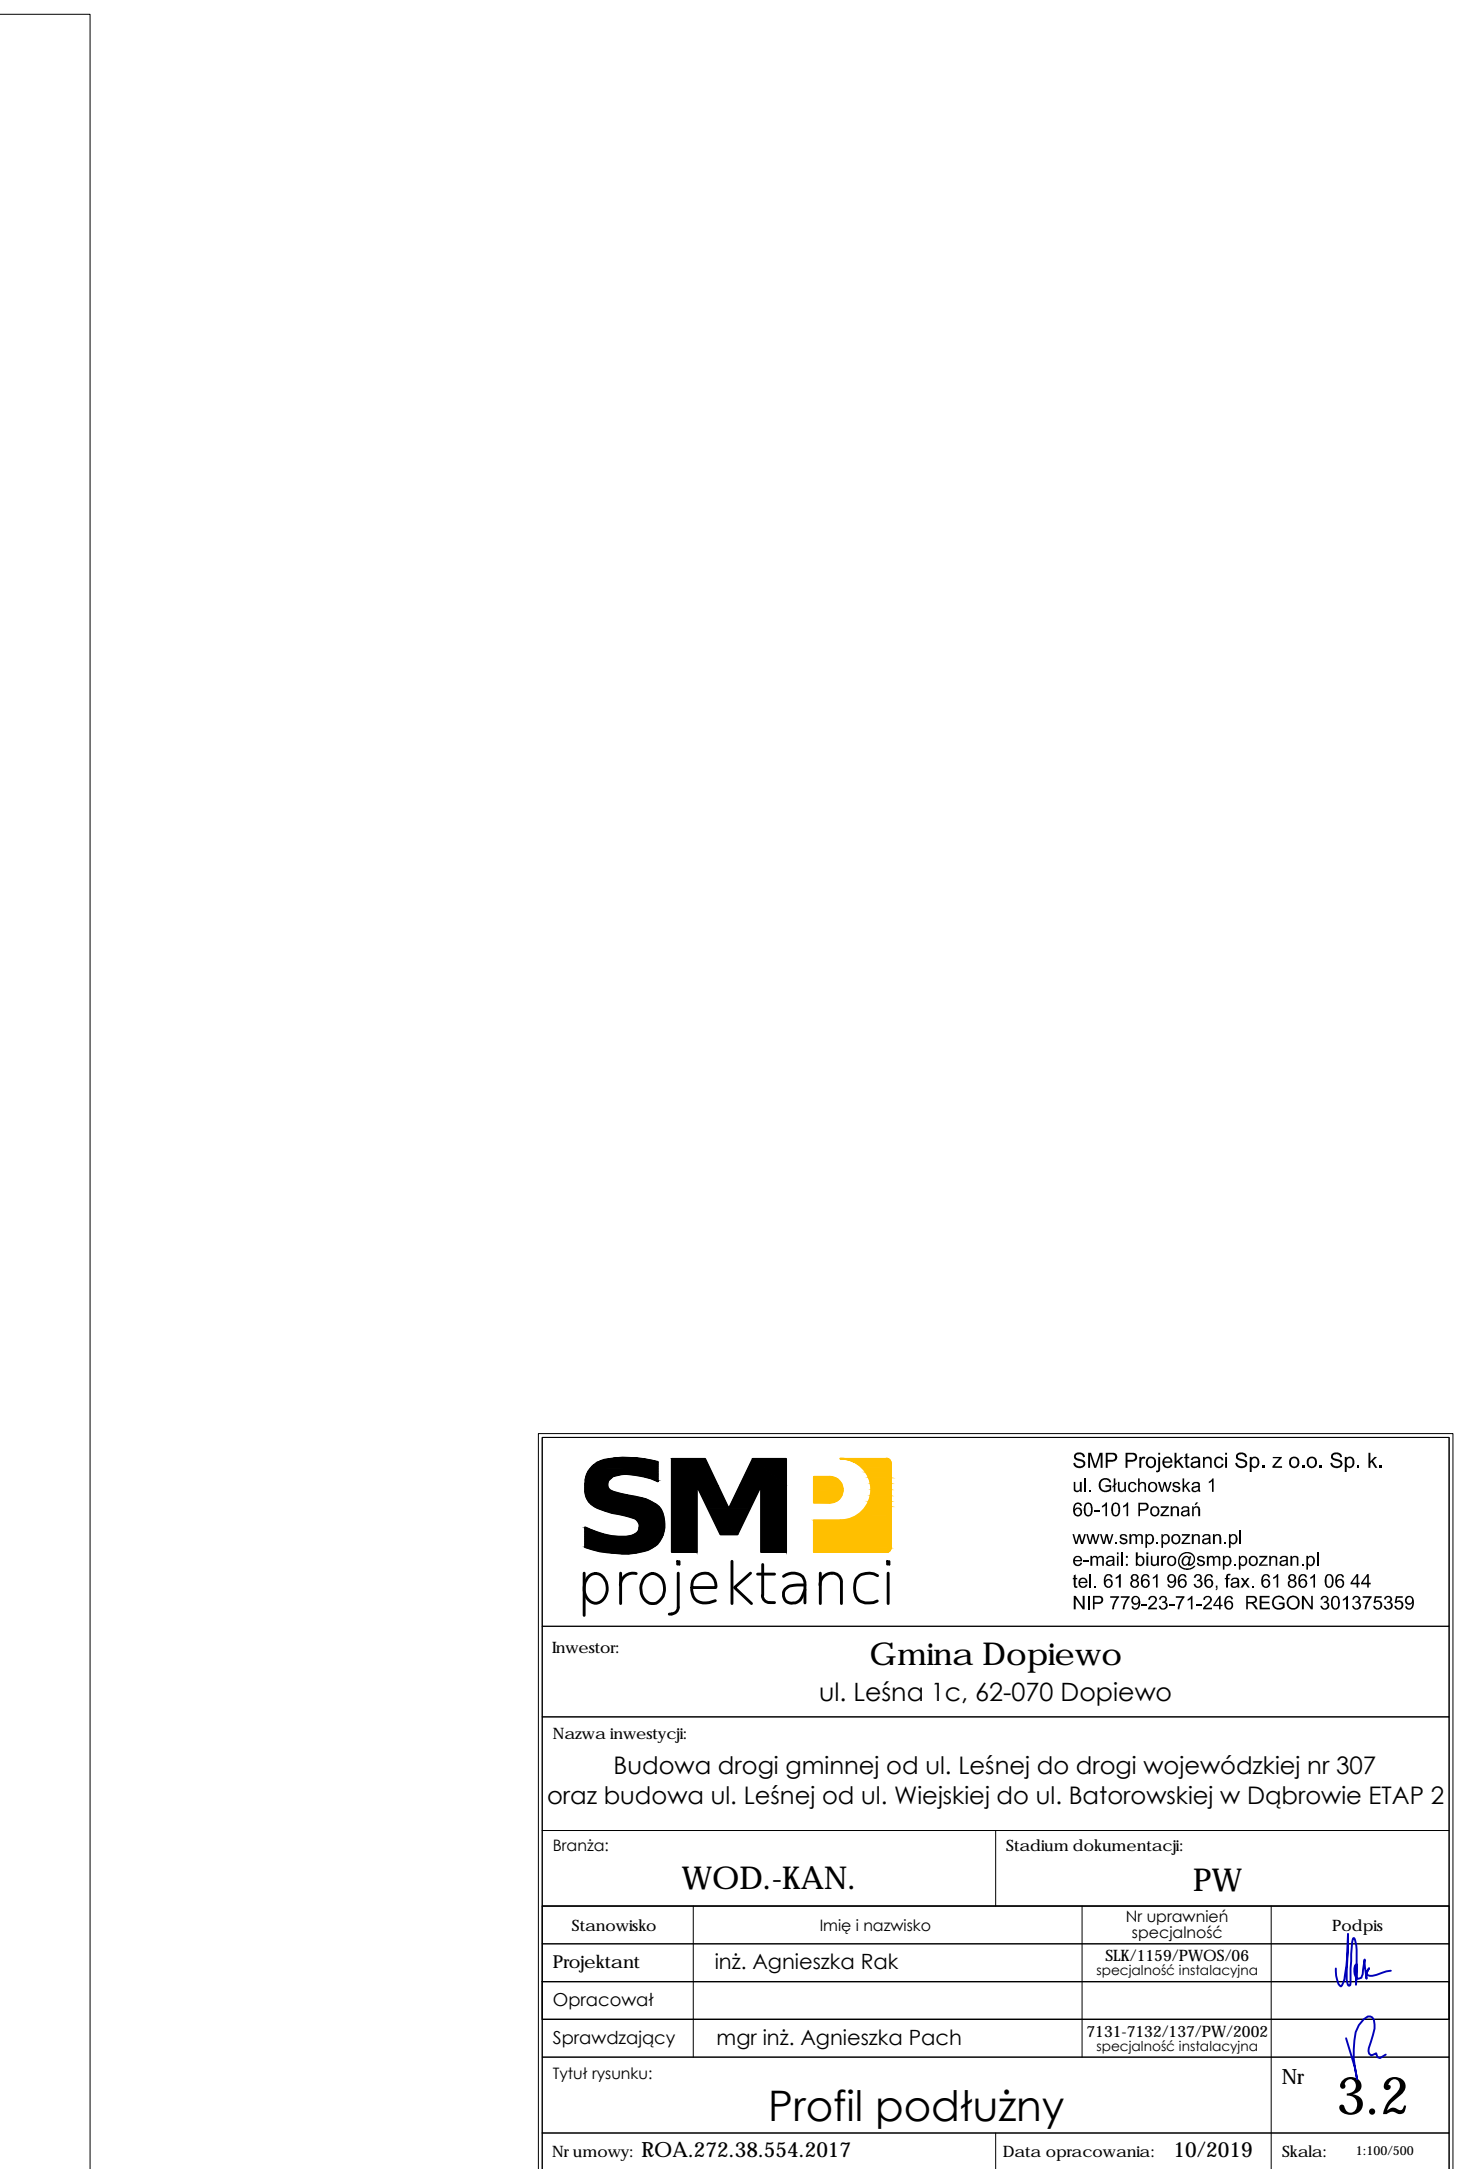 SMP
projektanci
SMP Projektanci Sp. z o.o. Sp. k.
ul. Głuchowska 1
60-101 Poznań
www.smp.poznan.pl
e-mail: biuro@smp.poznan.pl
tel. 61 861 96 36, fax. 61 861 06 44
NIP 779-23-71-246 REGON 301375359
Inwestor:
Gmina Dopiewo
ul. Leśna 1c, 62-070 Dopiewo
Nazwa inwestycji:
Budowa drogi gminnej od ul. Leśnej do drogi wojewódzkiej nr 307
oraz budowa ul. Leśnej od ul. Wiejskiej do ul. Batorowskiej w Dąbrowie ETAP 2
Branża:
WOD.-KAN.
Stadium dokumentacji:
PW
Stanowisko Imię i nazwisko Nr uprawnień specjalność Podpis
Projektant inż. Agnieszka Rak SLK/1159/PWOS/06 specjalność instalacyjna
Opracował
Sprawdzający mgr inż. Agnieszka Pach 7131-7132/137/PW/2002 specjalność instalacyjna
Tytuł rysunku:
Profil podłużny
Nr 3.2
Nr umowy: ROA.272.38.554.2017 Data opracowania: 10/2019 Skala: 1:100/500